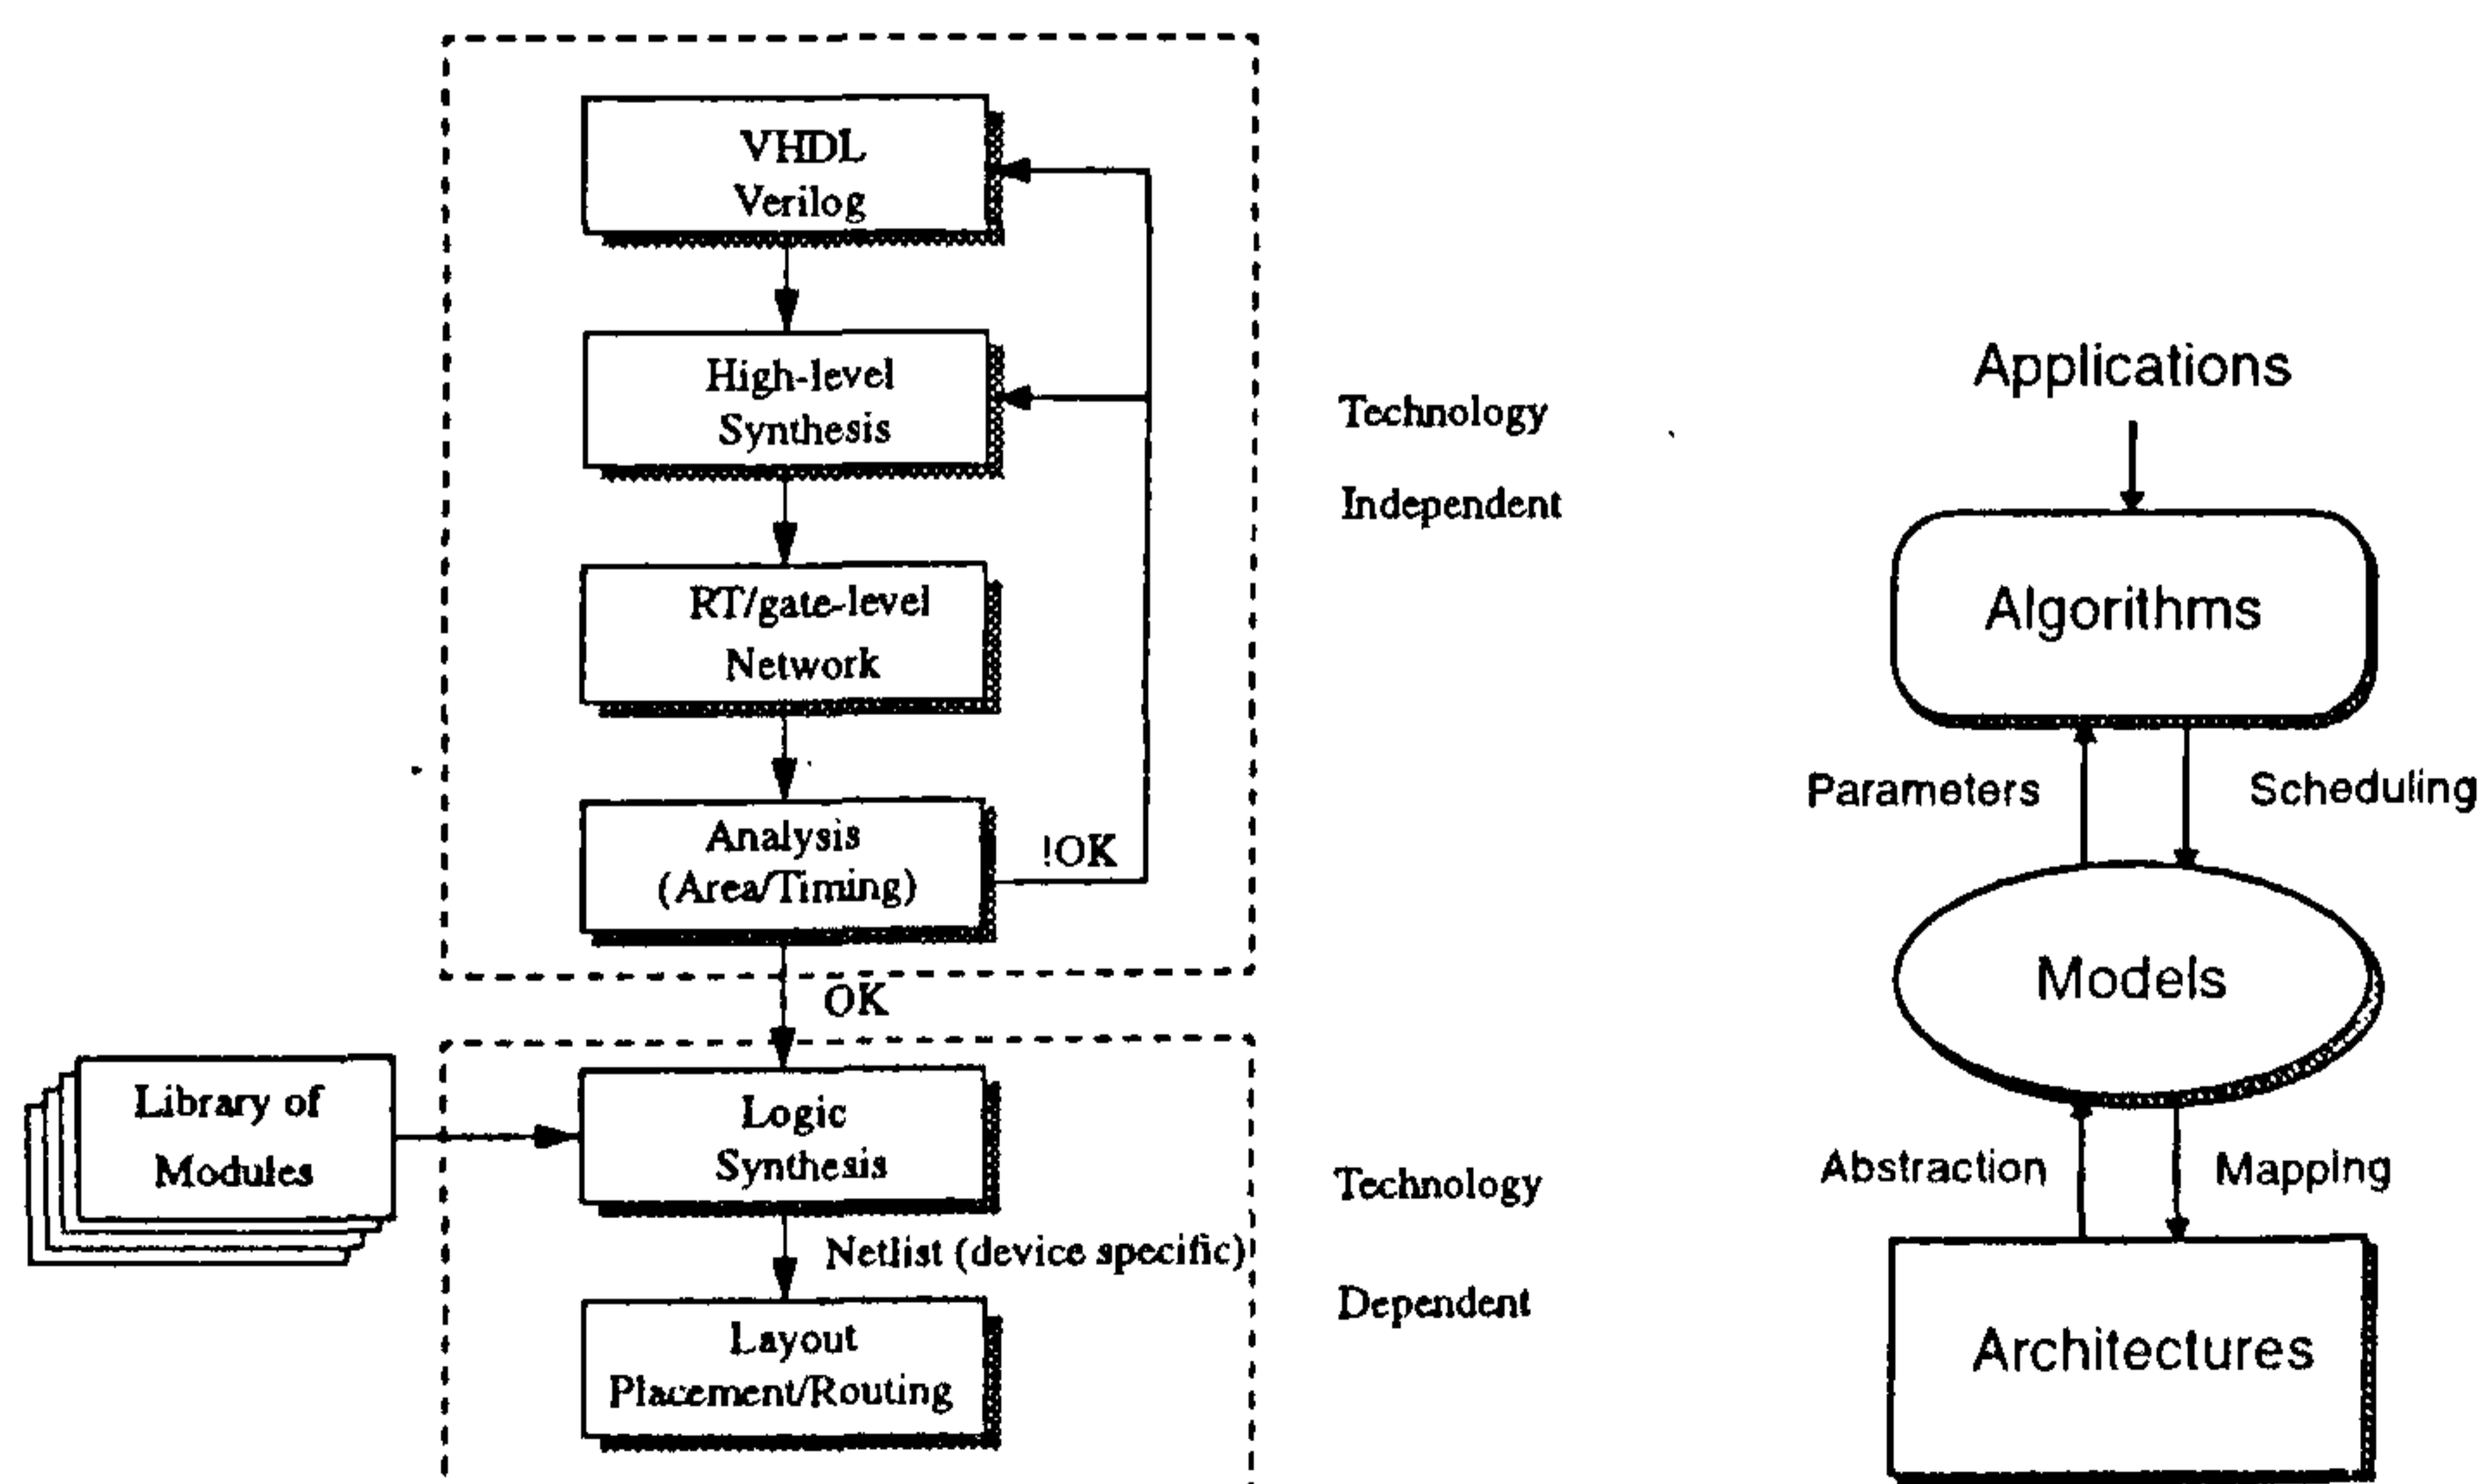 VHDL
Verilog
High-level
Synthesis
RT/gate-level
Network
Analysis
(Area/Timing)
!OK
OK
Library of
Modules
Logic
Synthesis
Netlist (device specific)
Layout
Placement/Routing
Technology
Independent
Technology
Dependent
Applications
Algorithms
Parameters
Scheduling
Models
Abstraction
Mapping
Architectures